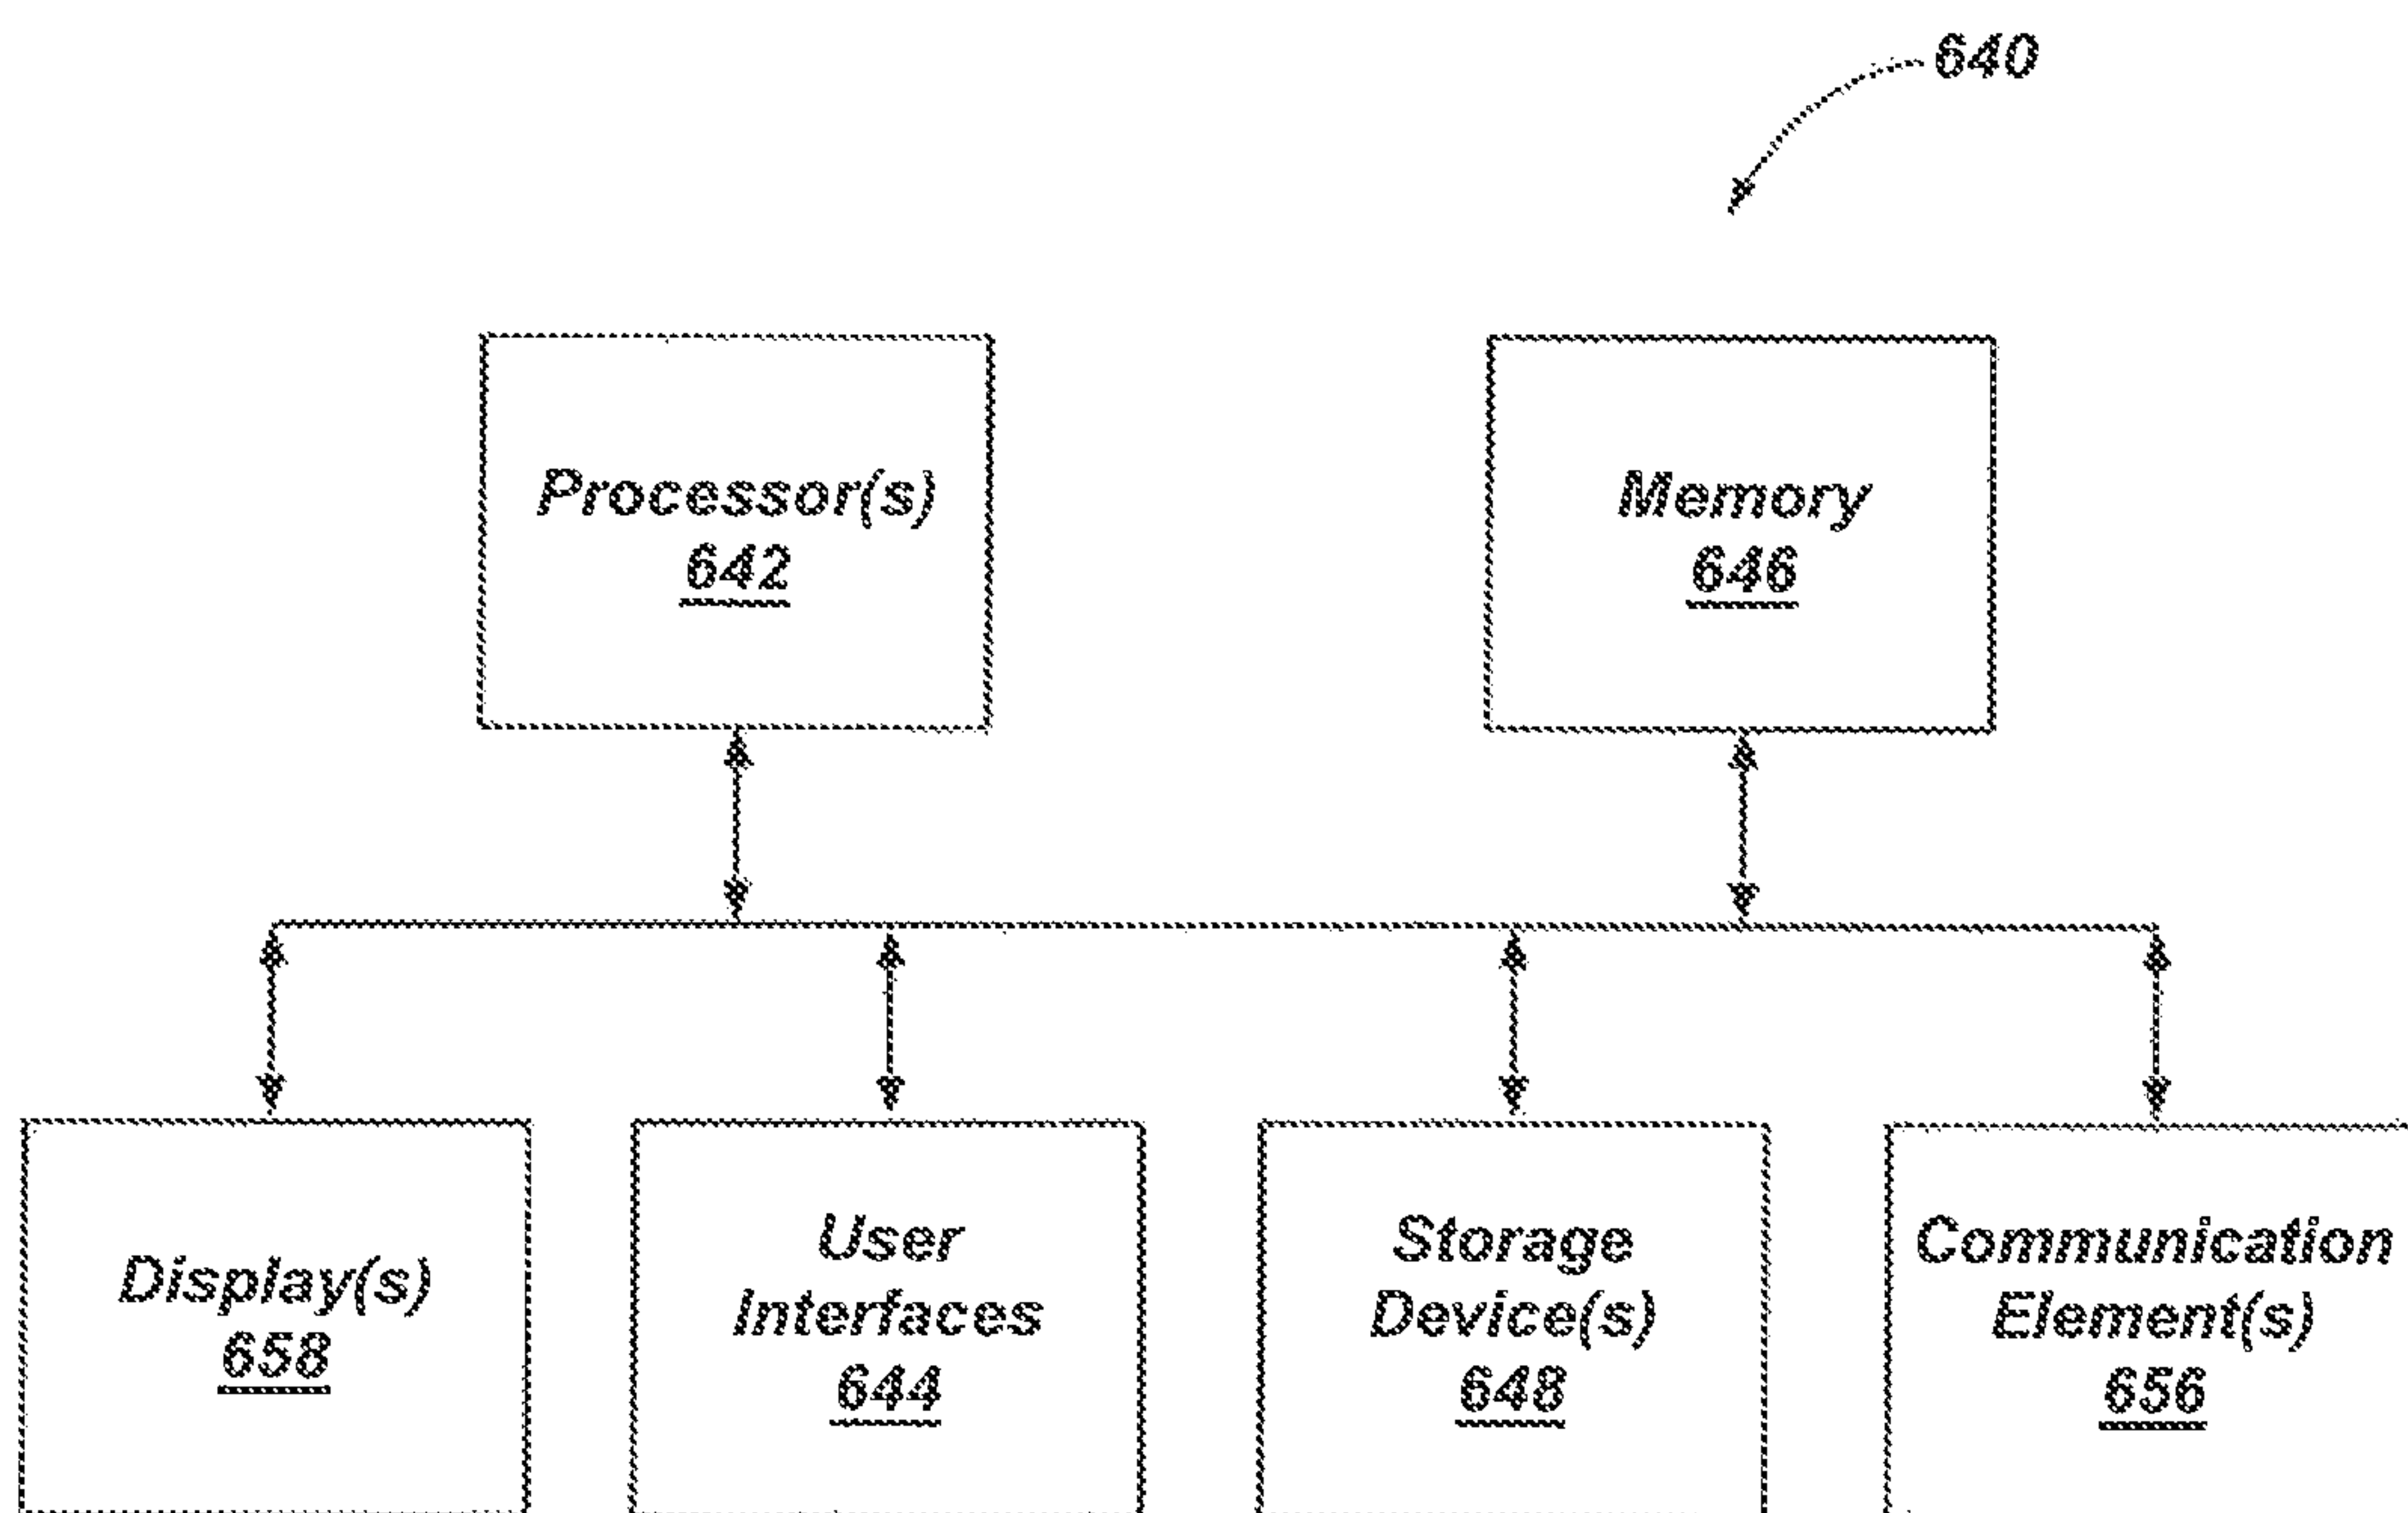 640
Processor(s)
642
Memory
646
Display(s)
658
User
Interfaces
644
Storage
Device(s)
648
Communication
Element(s)
656